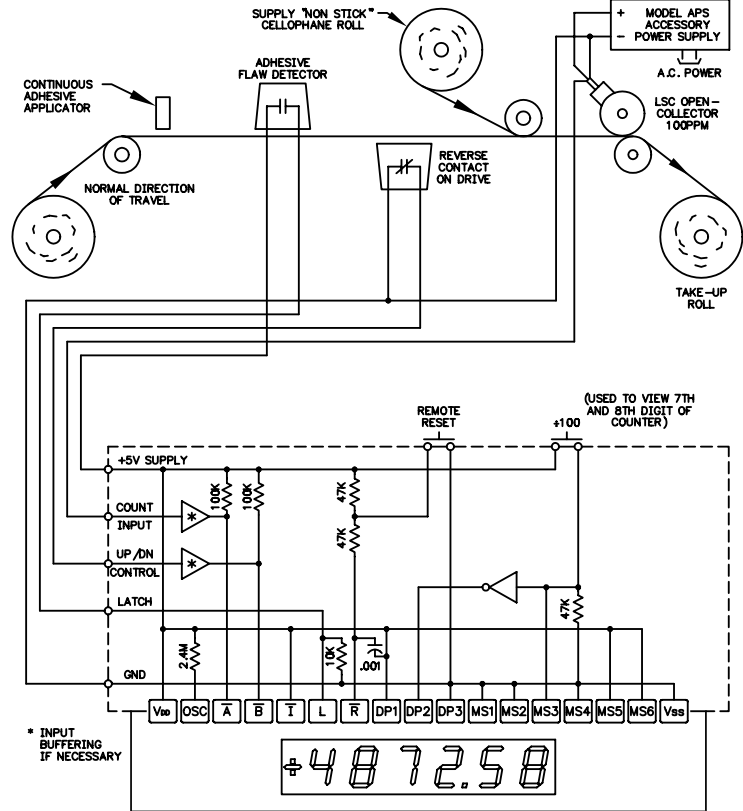 SUPPLY "NON STICK"
CELLOPHANE ROLL
+ MODEL APS
ACCESSORY
- POWER SUPPLY
A.C. POWER
ADHESIVE
FLAW DETECTOR
CONTINUOUS
ADHESIVE
APPLICATOR
LSC OPEN-
COLLECTOR
100PPM
REVERSE
CONTACT
ON DRIVE
NORMAL DIRECTION
OF TRAVEL
TAKE-UP
ROLL
REMOTE
RESET
(USED TO VIEW 7TH
AND 8TH DIGIT OF
COUNTER)
÷100
+5V SUPPLY
100K
100K
47K
47K
COUNT
INPUT
*
UP/DN
CONTROL
*
LATCH
47K
2.4M
10K
.001
GND
VDD OSC A̅ B̅ I̅ L R̅ DP1 DP2 DP3 MS1 MS2 MS3 MS4 MS5 MS6 Vss
* INPUT
BUFFERING
IF NECESSARY
÷4872.58